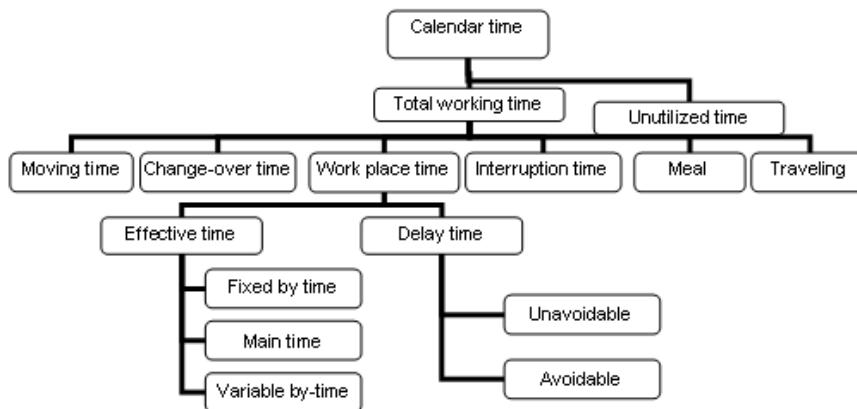 Calendar time
Total working time
Unutilized time
Moving time
Change-over time
Work place time
Interruption time
Meal
Traveling
Effective time
Delay time
Fixed by time
Unavoidable
Main time
Avoidable
Variable by-time